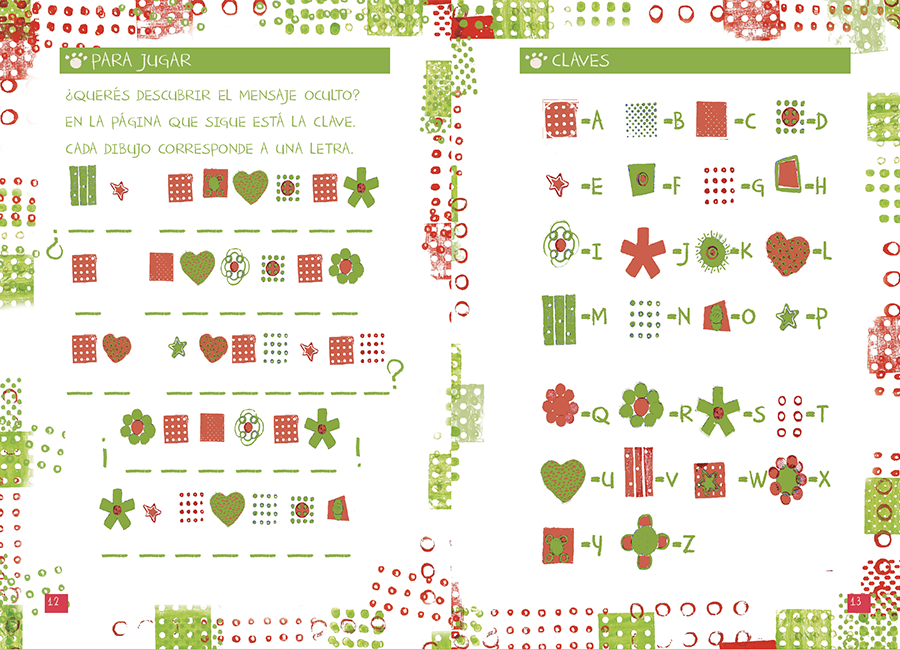 PARA JUGAR
¿QUERÉS DESCUBRIR EL MENSAJE OCULTO?
EN LA PÁGINA QUE SIGUE ESTÁ LA CLAVE.
CADA DIBUJO CORRESPONDE A UNA LETRA.
¿
?
¡
!
12
CLAVES
=A =B =C =D
=E =F =G =H
=I =J =K =L
=M =N =O =P
=Q =R =S =T
=U =V =W =X
=Y =Z
13